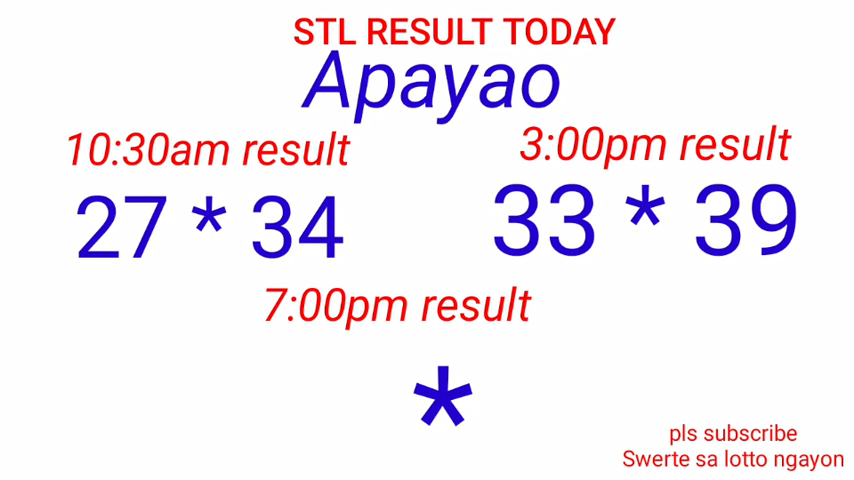 STL RESULT TODAY
Apayao
10:30am result
27 * 34
3:00pm result
33 * 39
7:00pm result
*
pls subscribe
Swerte sa lotto ngayon